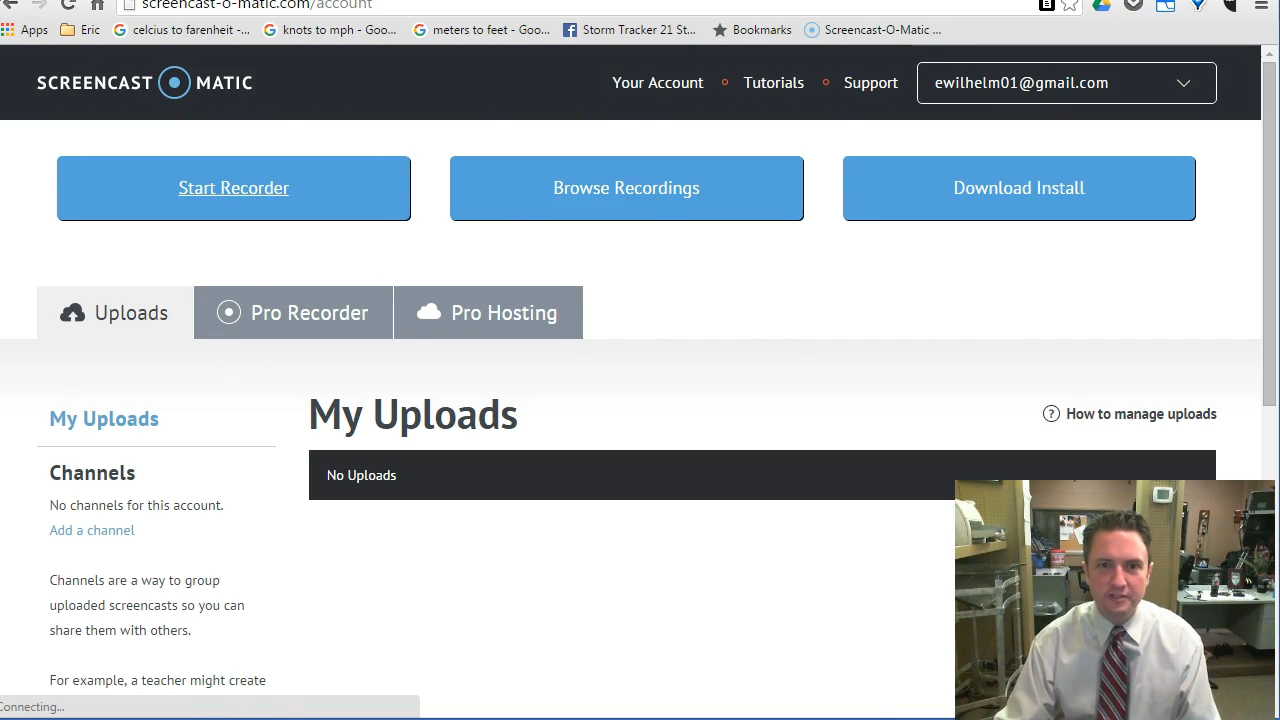 screencast-o-matic.com/account
Apps Eric celcius to farenheit -... knots to mph - Goo... meters to feet - Goo... Storm Tracker 21 St... Bookmarks Screencast-O-Matic ...
SCREENCAST MATIC Your Account Tutorials Support ewilhelm01@gmail.com
Start Recorder Browse Recordings Download Install
Uploads Pro Recorder Pro Hosting
My Uploads
My Uploads ? How to manage uploads
Channels
No Uploads
No channels for this account.
Add a channel
Channels are a way to group
uploaded screencasts so you can
share them with others.
For example, a teacher might create
Connecting...